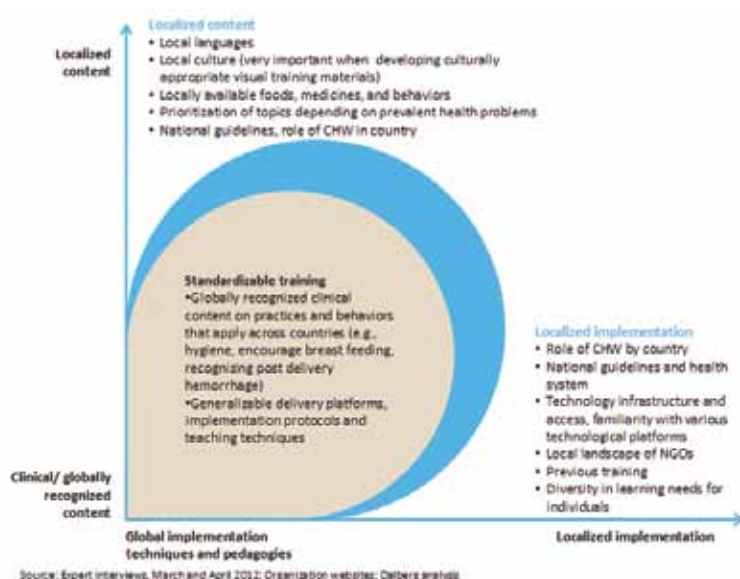 Localized content
• Local languages
• Local culture (very important when developing culturally
appropriate visual training materials)
• Locally available foods, medicines, and behaviors
• Prioritization of topics depending on prevalent health problems
• National guidelines, role of CHW in country
Localized
content
Standardizable training
•Globally recognized clinical
content on practices and behaviors
that apply across countries (e.g.,
hygiene, encourage breast feeding,
recognizing post delivery
hemorrhage)
•Generalizable delivery platforms,
implementation protocols and
teaching techniques
Localized implementation
• Role of CHW by country
• National guidelines and health
system
• Technology infrastructure and
access, familiarity with various
technological platforms
• Local landscape of NGOs
• Previous training
• Diversity in learning needs for
individuals
Clinical/ globally
recognized
content
Global implementation
techniques and pedagogies
Localized implementation
Source: Expert interviews, March and April 2012; Organization websites; Dalberg analysis